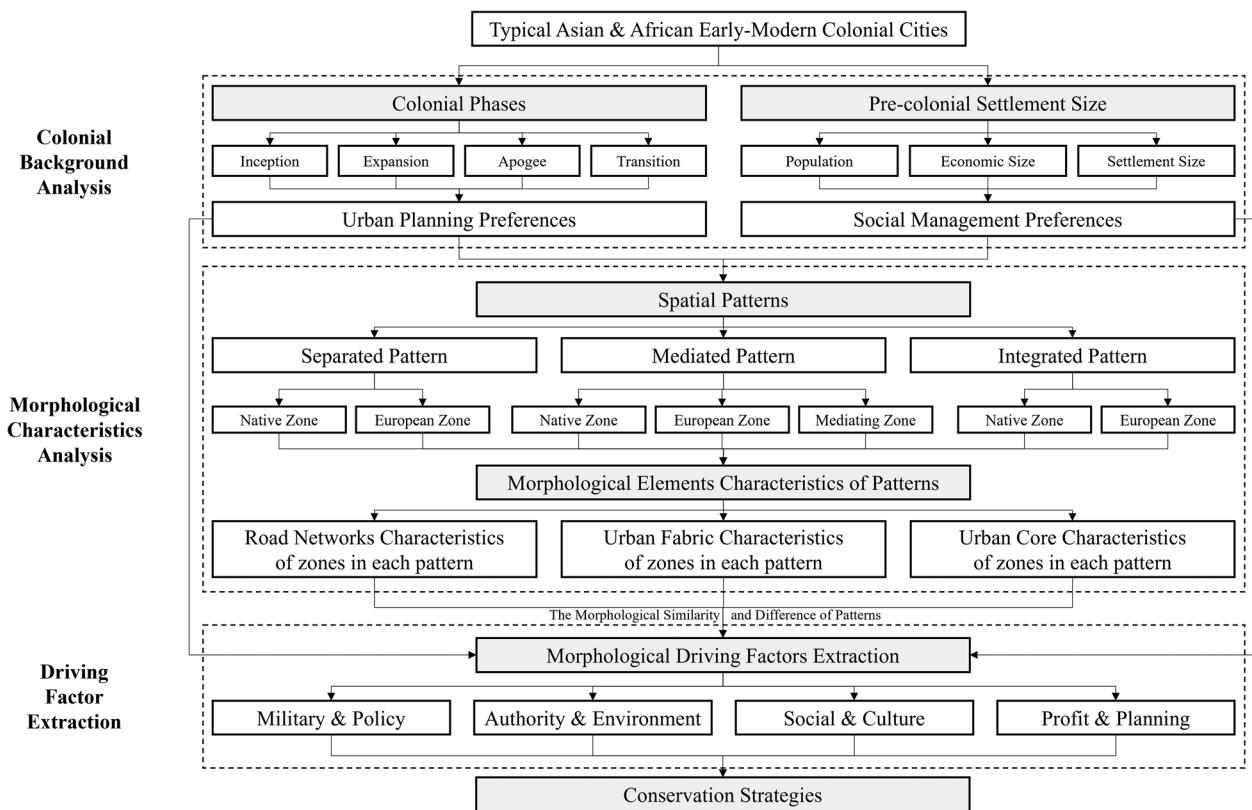 Typical Asian & African Early-Modern Colonial Cities
Colonial
Background
Analysis
Colonial Phases
Pre-colonial Settlement Size
Inception
Expansion
Apogee
Transition
Population
Economic Size
Settlement Size
Urban Planning Preferences
Social Management Preferences
Morphological
Characteristics
Analysis
Spatial Patterns
Separated Pattern
Mediated Pattern
Integrated Pattern
Native Zone
European Zone
Native Zone
European Zone
Mediating Zone
Native Zone
European Zone
Morphological Elements Characteristics of Patterns
Road Networks Characteristics
of zones in each pattern
Urban Fabric Characteristics
of zones in each pattern
Urban Core Characteristics
of zones in each pattern
The Morphological Similarity and Difference of Patterns
Driving
Factor
Extraction
Morphological Driving Factors Extraction
Military & Policy
Authority & Environment
Social & Culture
Profit & Planning
Conservation Strategies